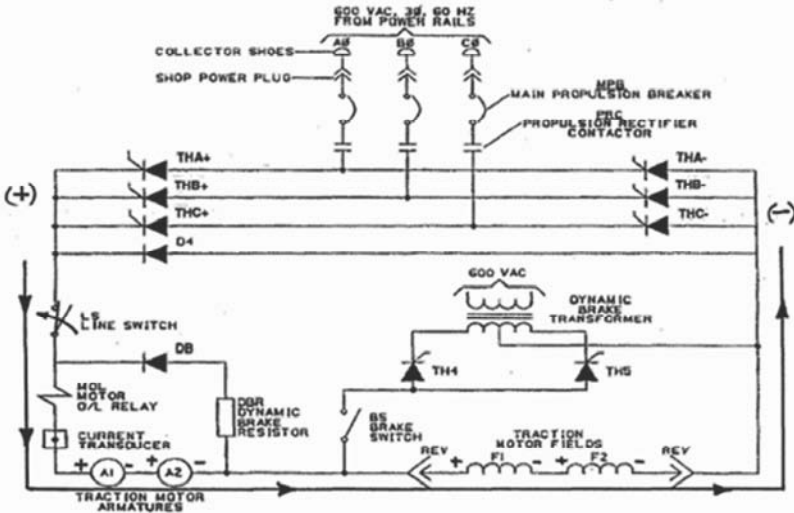 600 VAC, 3Ø, 60 HZ
FROM POWER RAILS
AØ BØ CØ
COLLECTOR SHOES
SHOP POWER PLUG
MPB
MAIN PROPULSION BREAKER
PRC
PROPULSION RECTIFIER
CONTACTOR
THA+ THA-
(+) THB+ THB- (-)
THC+ THC-
D4
600 VAC
DYNAMIC
BRAKE
TRANSFORMER
LS
LINE SWITCH
DB
TH4 TH5
MOL
MOTOR
O/L RELAY
DBR
DYNAMIC
BRAKE
RESISTOR
BS
BRAKE
SWITCH
CURRENT
TRANSDUCER
TRACTION
MOTOR FIELDS
REV + F1 - + F2 - REV
+ A1 - + A2 -
TRACTION MOTOR
ARMATURES